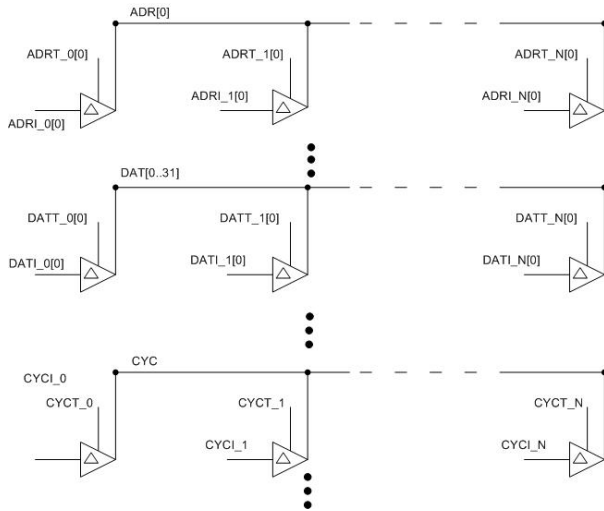 ADR[0]
ADRT_0[0] ADRT_1[0] ADRT_N[0]
ADRI_0[0] ADRI_1[0] ADRI_N[0]
DAT[0..31]
DATT_0[0] DATT_1[0] DATT_N[0]
DATI_0[0] DATI_1[0] DATI_N[0]
CYC
CYCI_0
CYCT_0 CYCT_1 CYCT_N
CYCI_1 CYCI_N